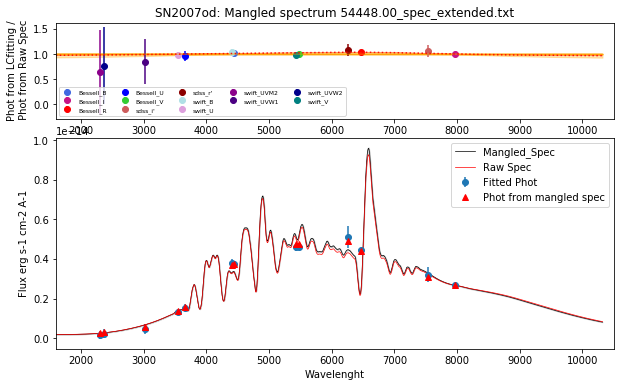 SN2007od: Mangled spectrum 54448.00_spec_extended.txt
Phot from LCfitting /
Phot from Raw Spec
1.5
1.0
0.5
0.0
Bessell_B
Bessell_I
Bessell_R
Bessell_U
Bessell_V
sdss_i'
sdss_r'
swift_B
swift_U
swift_UVM2
swift_UVW1
swift_UVW2
swift_V
2000 3000 4000 5000 6000 7000 8000 9000 10000
1e-14
Flux erg s-1 cm-2 A-1
1.0
0.8
0.6
0.4
0.2
0.0
Mangled_Spec
Raw Spec
Fitted Phot
Phot from mangled spec
2000 3000 4000 5000 6000 7000 8000 9000 10000
Wavelenght